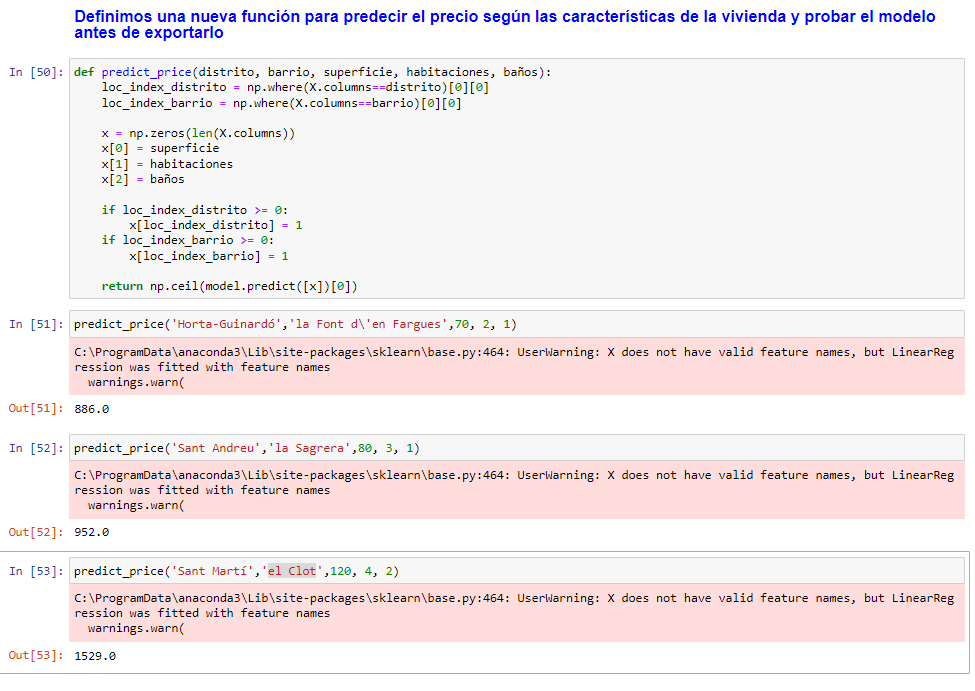 Definimos una nueva función para predecir el precio según las características de la vivienda y probar el modelo
antes de exportarlo
In [50]: def predict_price(distrito, barrio, superficie, habitaciones, baños):
    loc_index_distrito = np.where(X.columns==distrito)[0][0]
    loc_index_barrio = np.where(X.columns==barrio)[0][0]
    x = np.zeros(len(X.columns))
    x[0] = superficie
    x[1] = habitaciones
    x[2] = baños
    if loc_index_distrito >= 0:
        x[loc_index_distrito] = 1
    if loc_index_barrio >= 0:
        x[loc_index_barrio] = 1
    return np.ceil(model.predict([x])[0])
In [51]: predict_price('Horta-Guinardó','la Font d\'en Fargues',70, 2, 1)
C:\ProgramData\anaconda3\Lib\site-packages\sklearn\base.py:464: UserWarning: X does not have valid feature names, but LinearReg
ression was fitted with feature names
  warnings.warn(
Out[51]: 886.0
In [52]: predict_price('Sant Andreu','la Sagrera',80, 3, 1)
C:\ProgramData\anaconda3\Lib\site-packages\sklearn\base.py:464: UserWarning: X does not have valid feature names, but LinearReg
ression was fitted with feature names
  warnings.warn(
Out[52]: 952.0
In [53]: predict_price('Sant Martí','el Clot',120, 4, 2)
C:\ProgramData\anaconda3\Lib\site-packages\sklearn\base.py:464: UserWarning: X does not have valid feature names, but LinearReg
ression was fitted with feature names
  warnings.warn(
Out[53]: 1529.0